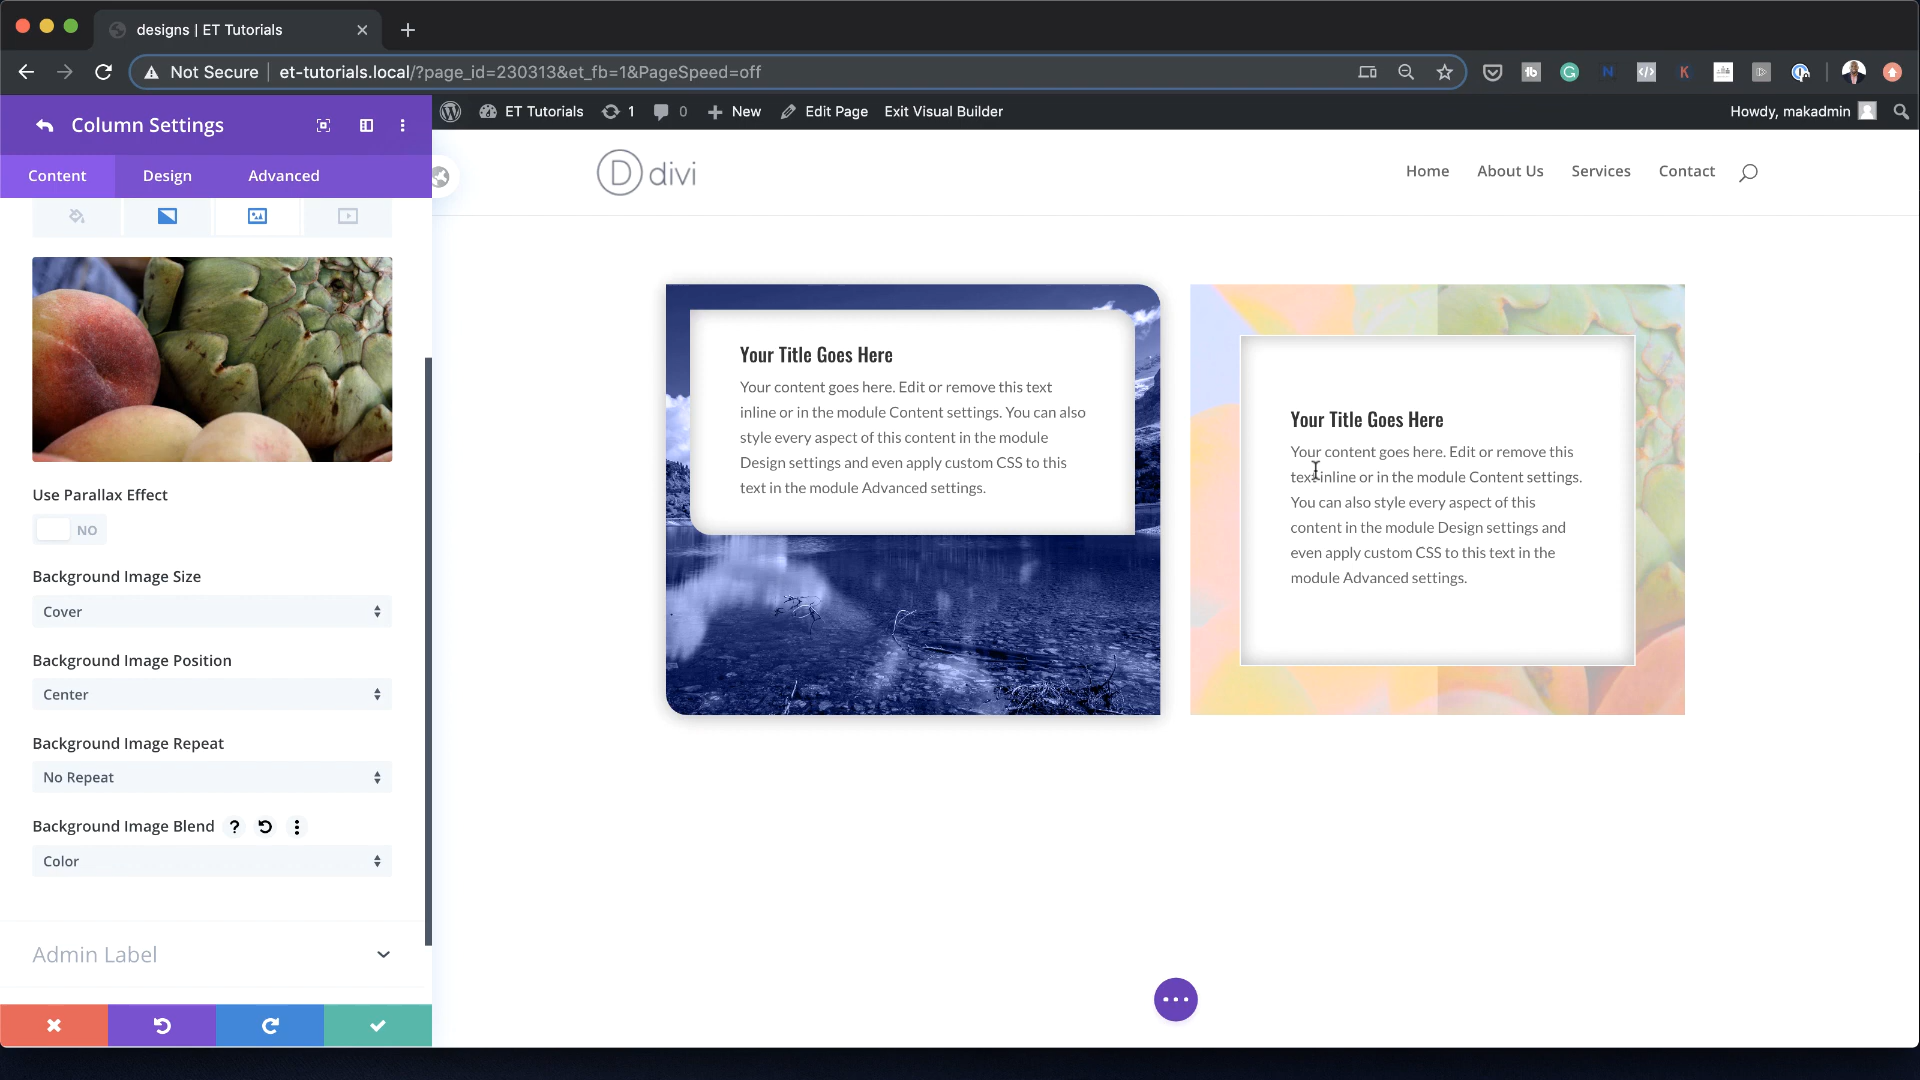 designs | ET Tutorials
Not Secure
et-tutorials.local/?page_id=230313&et_fb=1&PageSpeed=off
Column Settings
ET Tutorials
1
0
New
Edit Page
Exit Visual Builder
Howdy, makadmin
Content
Design
Advanced
divi
Home
About Us
Services
Contact
Use Parallax Effect
NO
Background Image Size
Cover
Background Image Position
Center
Background Image Repeat
No Repeat
Background Image Blend
Color
Admin Label
Your Title Goes Here
Your content goes here. Edit or remove this text
inline or in the module Content settings. You can also
style every aspect of this content in the module
Design settings and even apply custom CSS to this
text in the module Advanced settings.
Your Title Goes Here
Your content goes here. Edit or remove this
text inline or in the module Content settings.
You can also style every aspect of this
content in the module Design settings and
even apply custom CSS to this text in the
module Advanced settings.